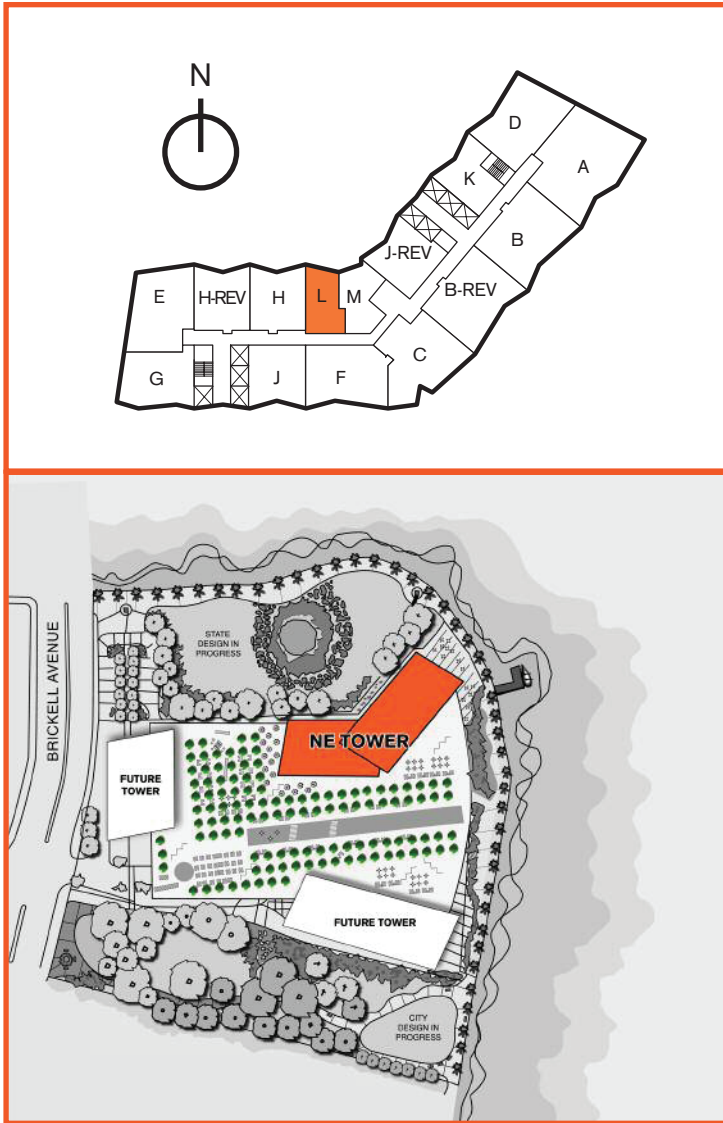 N
D
A
K
B
J-REV
B-REV
E
H-REV
H
L
M
C
G
J
F
BRICKELL AVENUE
STATE
DESIGN IN
PROGRESS
NE TOWER
FUTURE
TOWER
FUTURE TOWER
CITY
DESIGN IN
PROGRESS